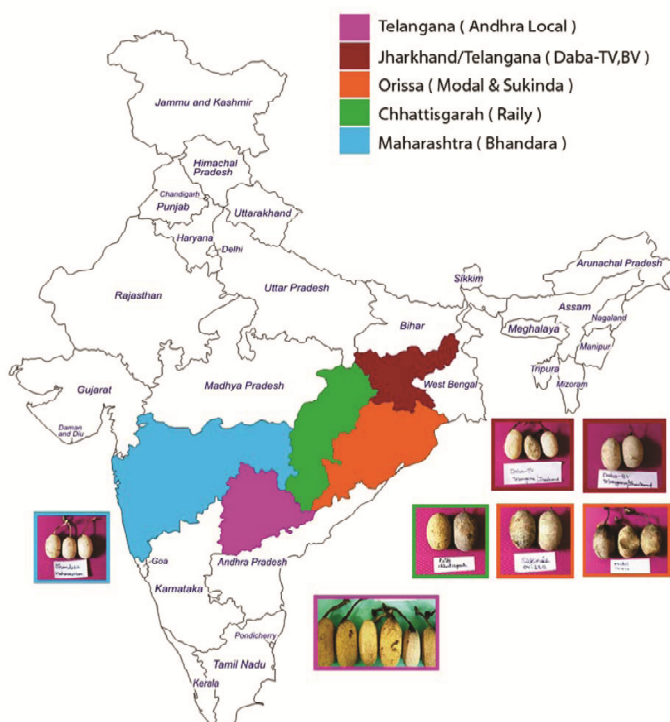 Telangana ( Andhra Local )
Jharkhand/Telangana ( Daba-TV,BV )
Orissa ( Modal & Sukinda )
Chhattisgarah ( Raily )
Maharashtra ( Bhandara )
Jammu and Kashmir
Himachal
Pradesh
Chandigarh
Punjab
Uttarakhand
Haryana
Delhi
Arunachal Pradesh
Sikkim
Rajasthan
Uttar Pradesh
Assam
Nagaland
Bihar
Meghalaya
Manipur
Tripura
Mizoram
Gujarat
Madhya Pradesh
West Bengal
Daman
and Diu
Goa
Andhra Pradesh
Karnataka
Pondicherry
Tamil Nadu
Kerala